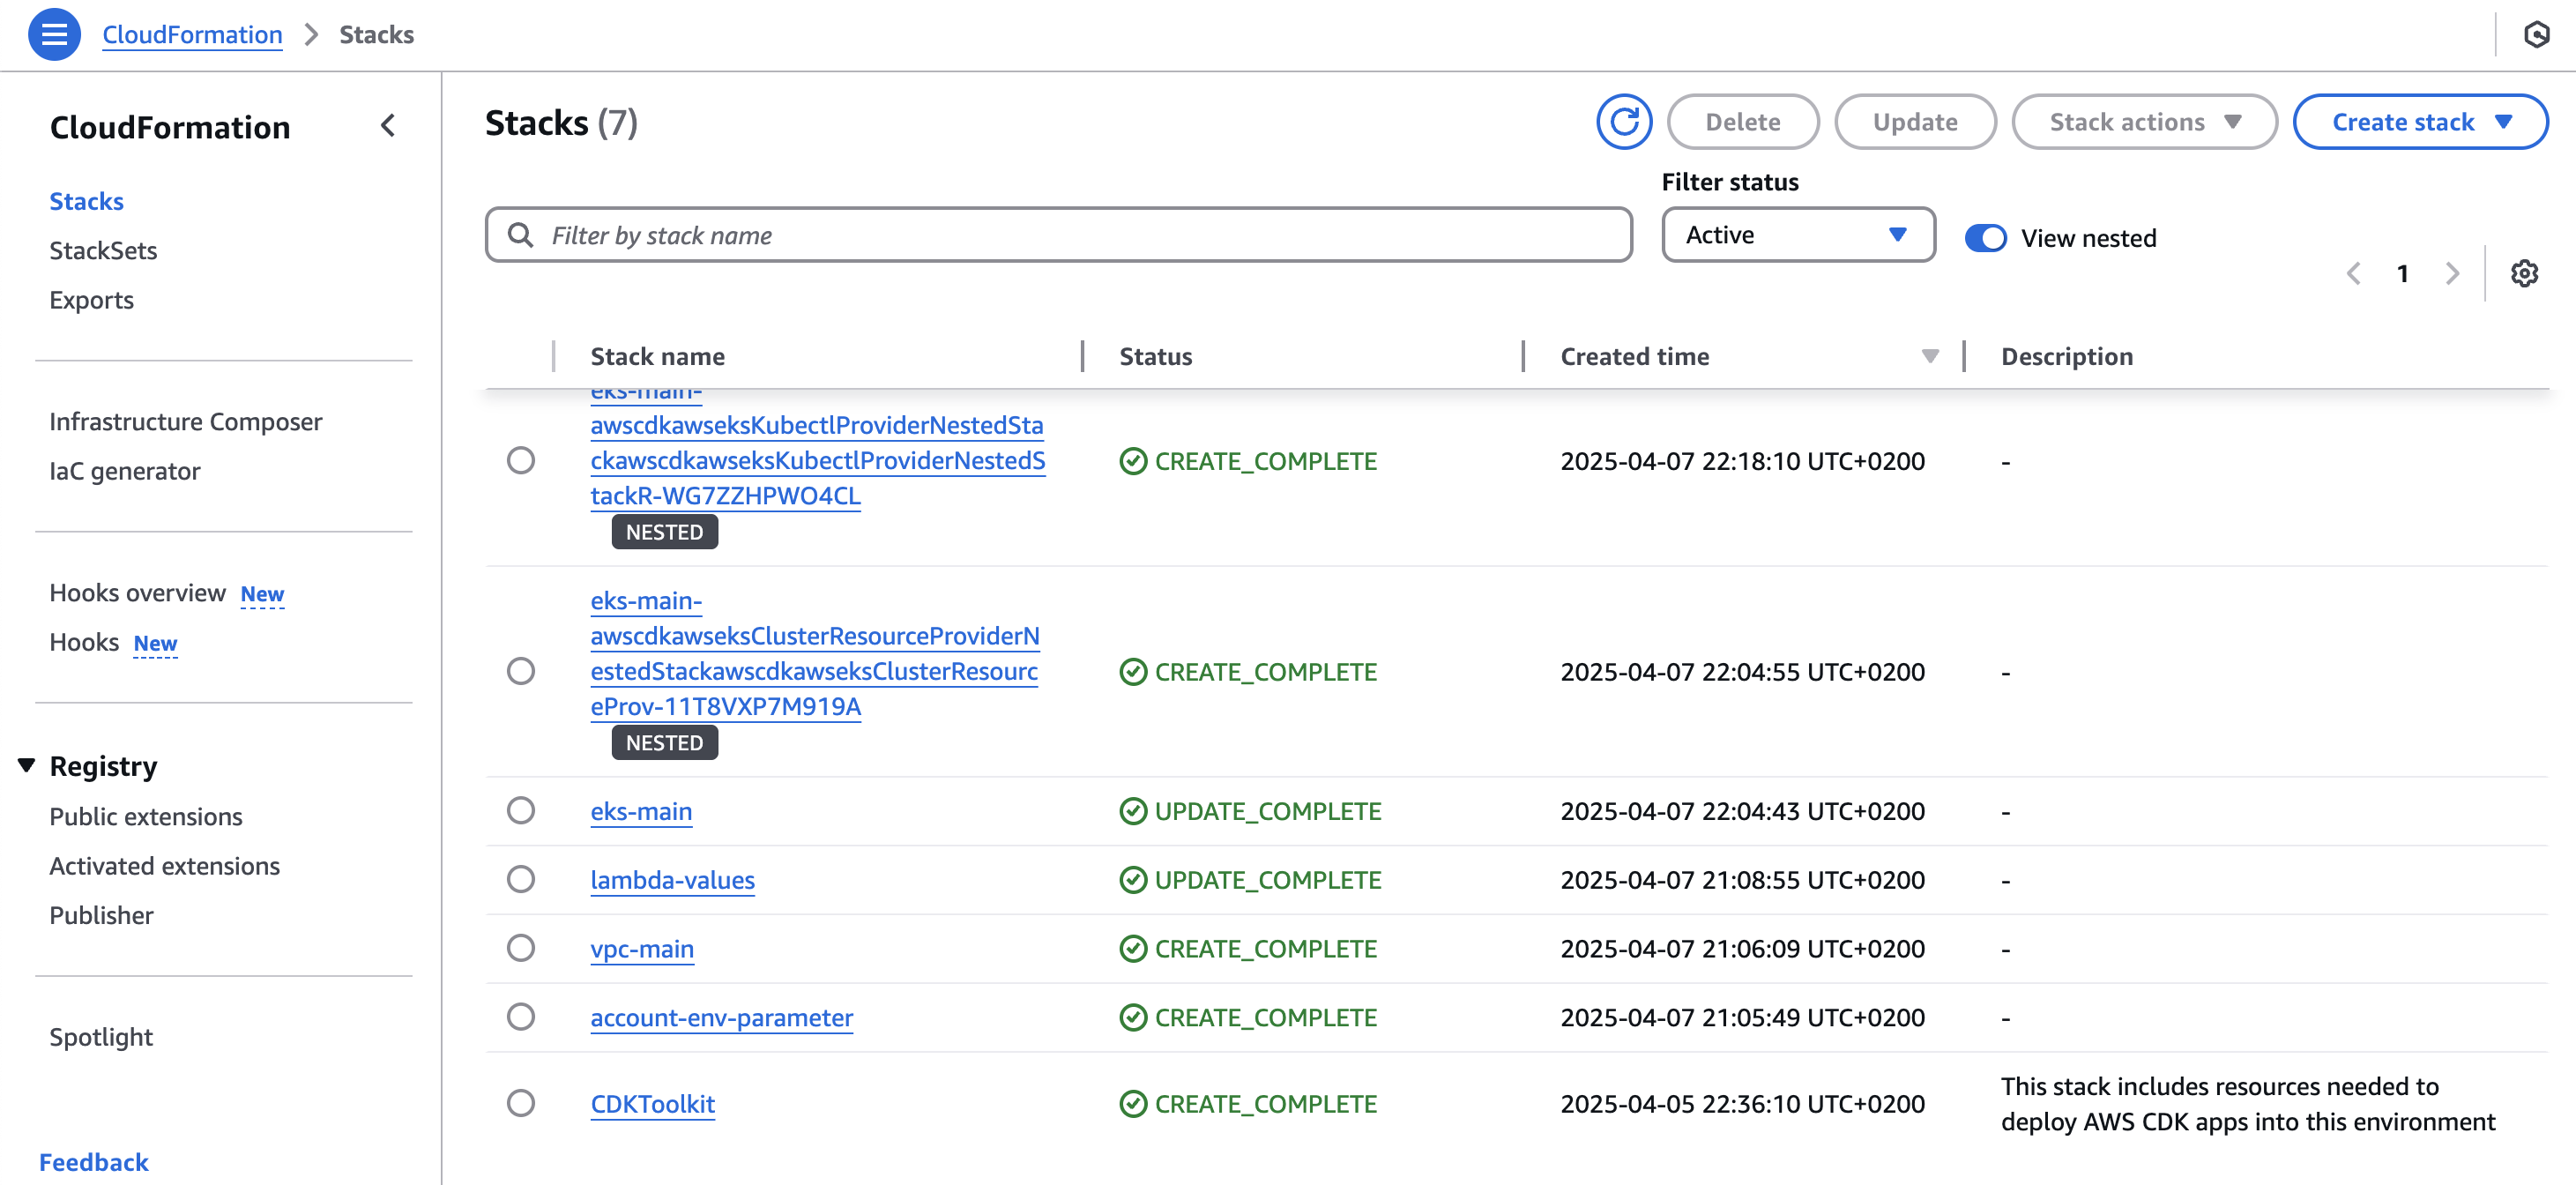 CloudFormation > Stacks
CloudFormation
Stacks
StackSets
Exports
Infrastructure Composer
IaC generator
Hooks overview New
Hooks New
Registry
Public extensions
Activated extensions
Publisher
Spotlight
Feedback
Stacks (7)
Delete
Update
Stack actions
Create stack
Filter by stack name
Filter status
Active
View nested
1
Stack name Status Created time Description
eks-main-
awscdkawseksKubectlProviderNestedSta
ckawscdkawseksKubectlProviderNestedS
tackR-WG7ZZHPWO4CL
NESTED
CREATE_COMPLETE 2025-04-07 22:18:10 UTC+0200 -
eks-main-
awscdkawseksClusterResourceProviderN
estedStackawscdkawseksClusterResourc
eProv-11T8VXP7M919A
NESTED
CREATE_COMPLETE 2025-04-07 22:04:55 UTC+0200 -
eks-main UPDATE_COMPLETE 2025-04-07 22:04:43 UTC+0200 -
lambda-values UPDATE_COMPLETE 2025-04-07 21:08:55 UTC+0200 -
vpc-main CREATE_COMPLETE 2025-04-07 21:06:09 UTC+0200 -
account-env-parameter CREATE_COMPLETE 2025-04-07 21:05:49 UTC+0200 -
CDKToolkit CREATE_COMPLETE 2025-04-05 22:36:10 UTC+0200
This stack includes resources needed to
deploy AWS CDK apps into this environment